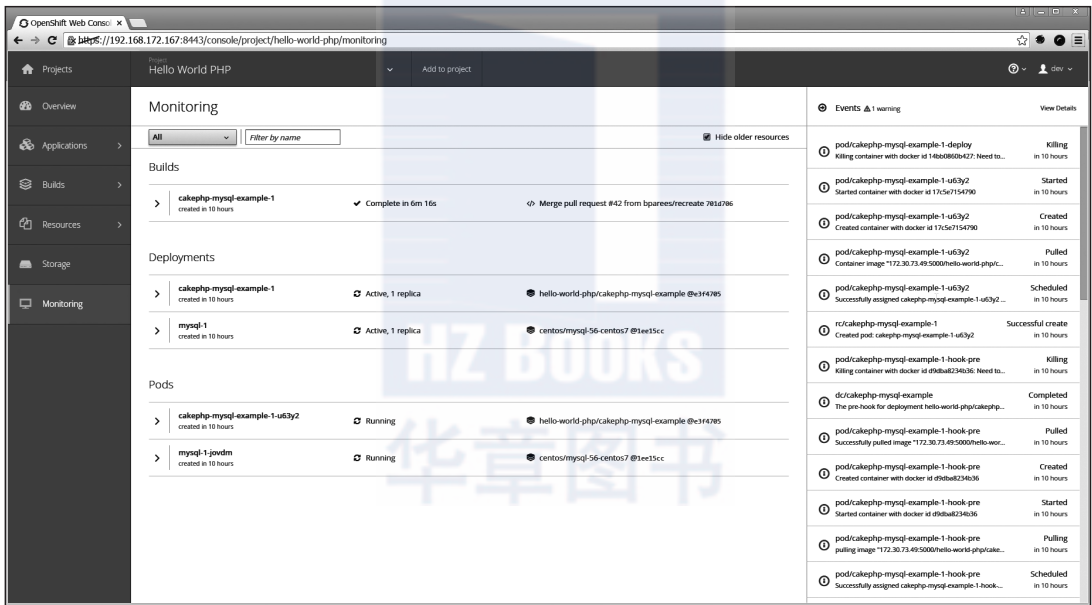 OpenShift Web Consol ×
https://192.168.172.167:8443/console/project/hello-world-php/monitoring
Projects
Project
Hello World PHP
Add to project
dev
Overview
Applications
Builds
Resources
Storage
Monitoring
Monitoring
All
Filter by name
Hide older resources
Builds
cakephp-mysql-example-1
created in 10 hours
Complete in 6m 16s
</> Merge pull request #42 from bparees/recreate 701d706
Deployments
cakephp-mysql-example-1
created in 10 hours
Active, 1 replica
hello-world-php/cakephp-mysql-example @e3f4705
mysql-1
created in 10 hours
Active, 1 replica
centos/mysql-56-centos7 @1ee15cc
Pods
cakephp-mysql-example-1-u63y2
created in 10 hours
Running
hello-world-php/cakephp-mysql-example @e3f4705
mysql-1-jovdm
created in 10 hours
Running
centos/mysql-56-centos7 @1ee15cc
HZ BOOKS
华章图书
Events 1 warning View Details
pod/cakephp-mysql-example-1-deploy Killing
Killing container with docker id 14bb0860b427: Need to... in 10 hours
pod/cakephp-mysql-example-1-u63y2 Started
Started container with docker id 17c5e7154790 in 10 hours
pod/cakephp-mysql-example-1-u63y2 Created
Created container with docker id 17c5e7154790 in 10 hours
pod/cakephp-mysql-example-1-u63y2 Pulled
Container image "172.30.73.49:5000/hello-world-php/c... in 10 hours
pod/cakephp-mysql-example-1-u63y2 Scheduled
Successfully assigned cakephp-mysql-example-1-u63y2 ... in 10 hours
rc/cakephp-mysql-example-1 Successful create
Created pod: cakephp-mysql-example-1-u63y2 in 10 hours
pod/cakephp-mysql-example-1-hook-pre Killing
Killing container with docker id d9dba8234b36: Need to... in 10 hours
dc/cakephp-mysql-example Completed
The pre-hook for deployment hello-world-php/cakephp... in 10 hours
pod/cakephp-mysql-example-1-hook-pre Pulled
Successfully pulled image "172.30.73.49:5000/hello-wor... in 10 hours
pod/cakephp-mysql-example-1-hook-pre Created
Created container with docker id d9dba8234b36 in 10 hours
pod/cakephp-mysql-example-1-hook-pre Started
Started container with docker id d9dba8234b36 in 10 hours
pod/cakephp-mysql-example-1-hook-pre Pulling
pulling image "172.30.73.49:5000/hello-world-php/cake... in 10 hours
pod/cakephp-mysql-example-1-hook-pre Scheduled
Successfully assigned cakephp-mysql-example-1-hook-... in 10 hours